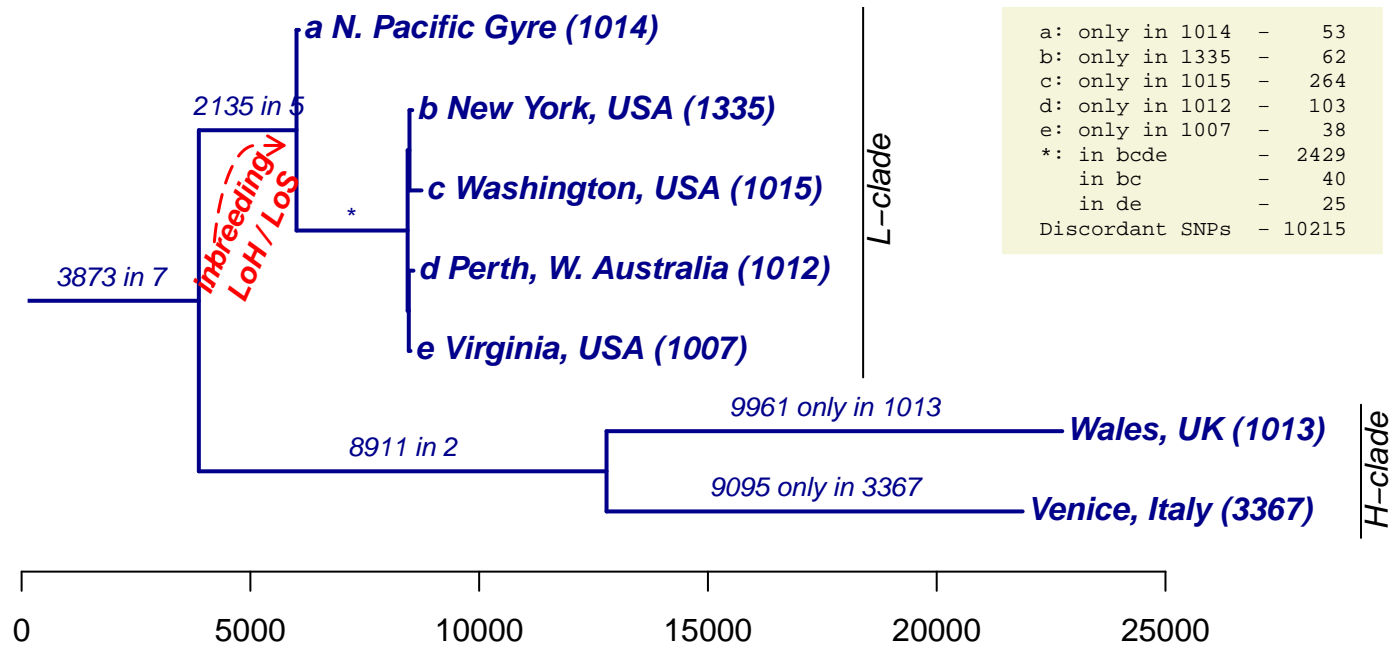 a N. Pacific Gyre (1014)
2135 in 5
b New York, USA (1335)
c Washington, USA (1015)
*
d Perth, W. Australia (1012)
e Virginia, USA (1007)
L−clade
Inbreeding
LoH / LoS
3873 in 7
9961 only in 1013
Wales, UK (1013)
8911 in 2
9095 only in 3367
Venice, Italy (3367)
H−clade
a: only in 1014 − 53
b: only in 1335 − 62
c: only in 1015 − 264
d: only in 1012 − 103
e: only in 1007 − 38
*: in bcde − 2429
in bc − 40
in de − 25
Discordant SNPs − 10215
0 5000 10000 15000 20000 25000